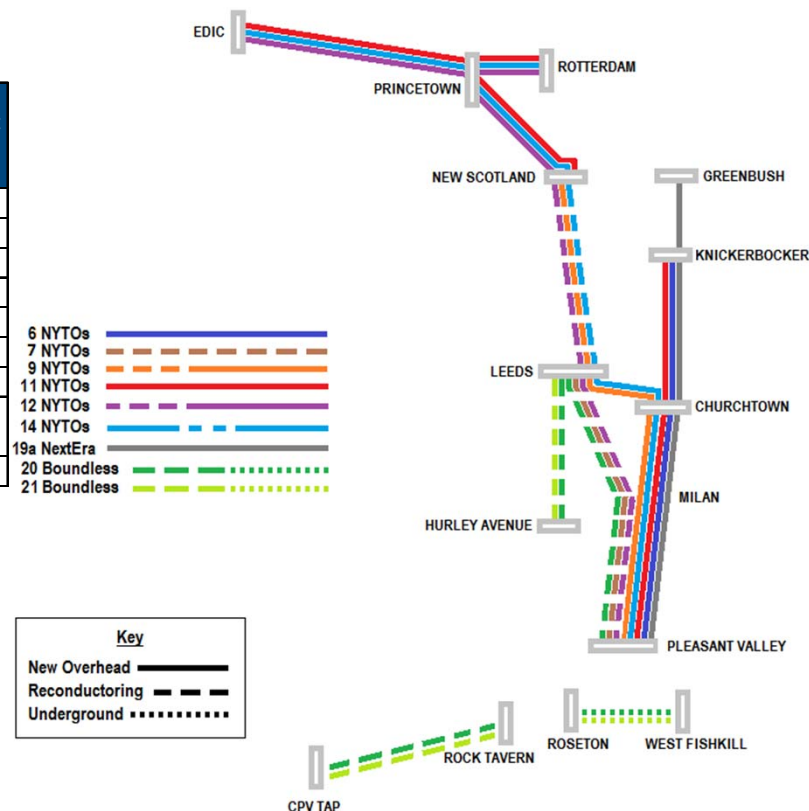 EDIC
ROTTERDAM
PRINCETOWN
NEW SCOTLAND
GREENBUSH
KNICKERBOCKER
6 NYTOs
7 NYTOs
9 NYTOs
11 NYTOs
12 NYTOs
14 NYTOs
19a NextEra
20 Boundless
21 Boundless
LEEDS
CHURCHTOWN
MILAN
HURLEY AVENUE
PLEASANT VALLEY
Key
New Overhead
Reconductoring
Underground
ROCK TAVERN
ROSETON
WEST FISHKILL
CPV TAP